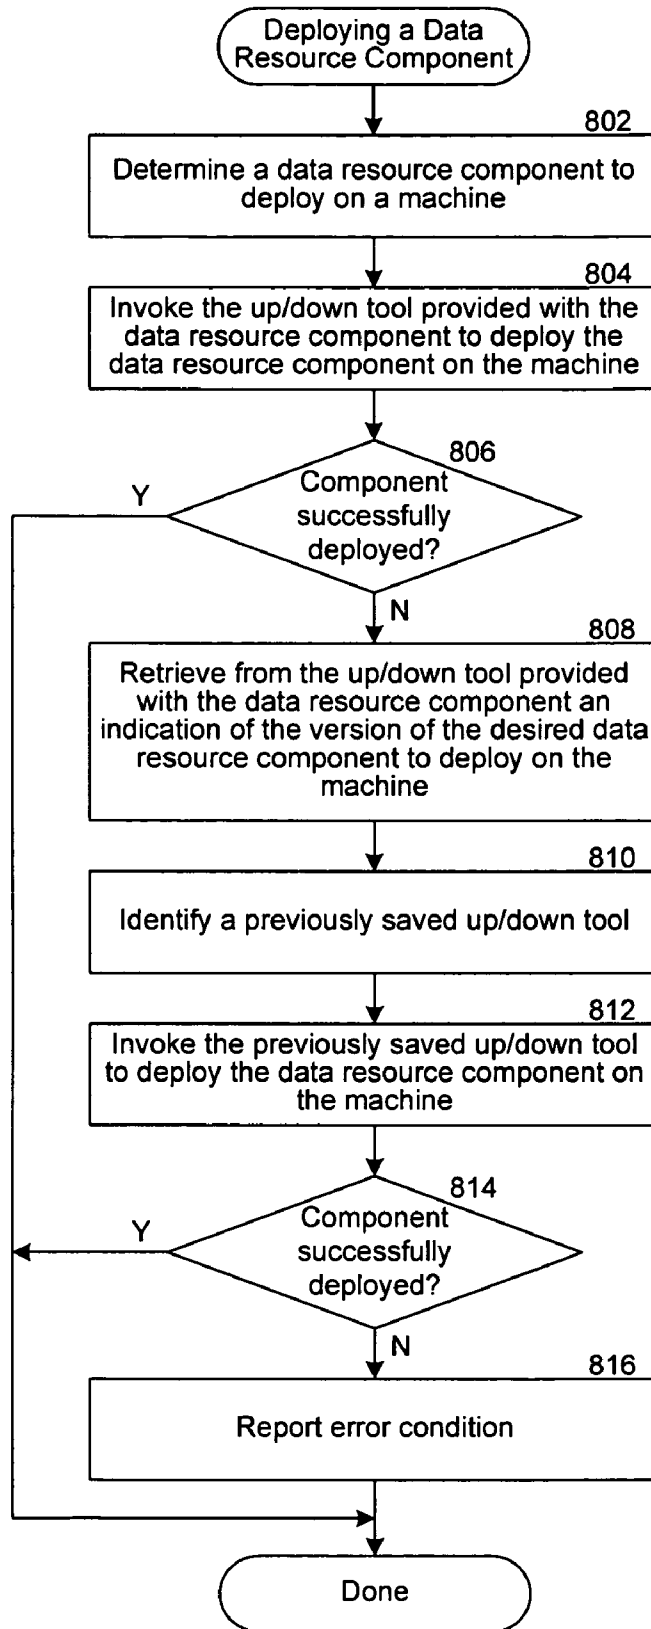 Deploying a Data
Resource Component
802
Determine a data resource component to
deploy on a machine
804
Invoke the up/down tool provided with the
data resource component to deploy the
data resource component on the machine
806
Component
successfully
deployed?
Y
N
808
Retrieve from the up/down tool provided
with the data resource component an
indication of the version of the desired data
resource component to deploy on the
machine
810
Identify a previously saved up/down tool
812
Invoke the previously saved up/down tool
to deploy the data resource component on
the machine
814
Component
successfully
deployed?
Y
N
816
Report error condition
Done